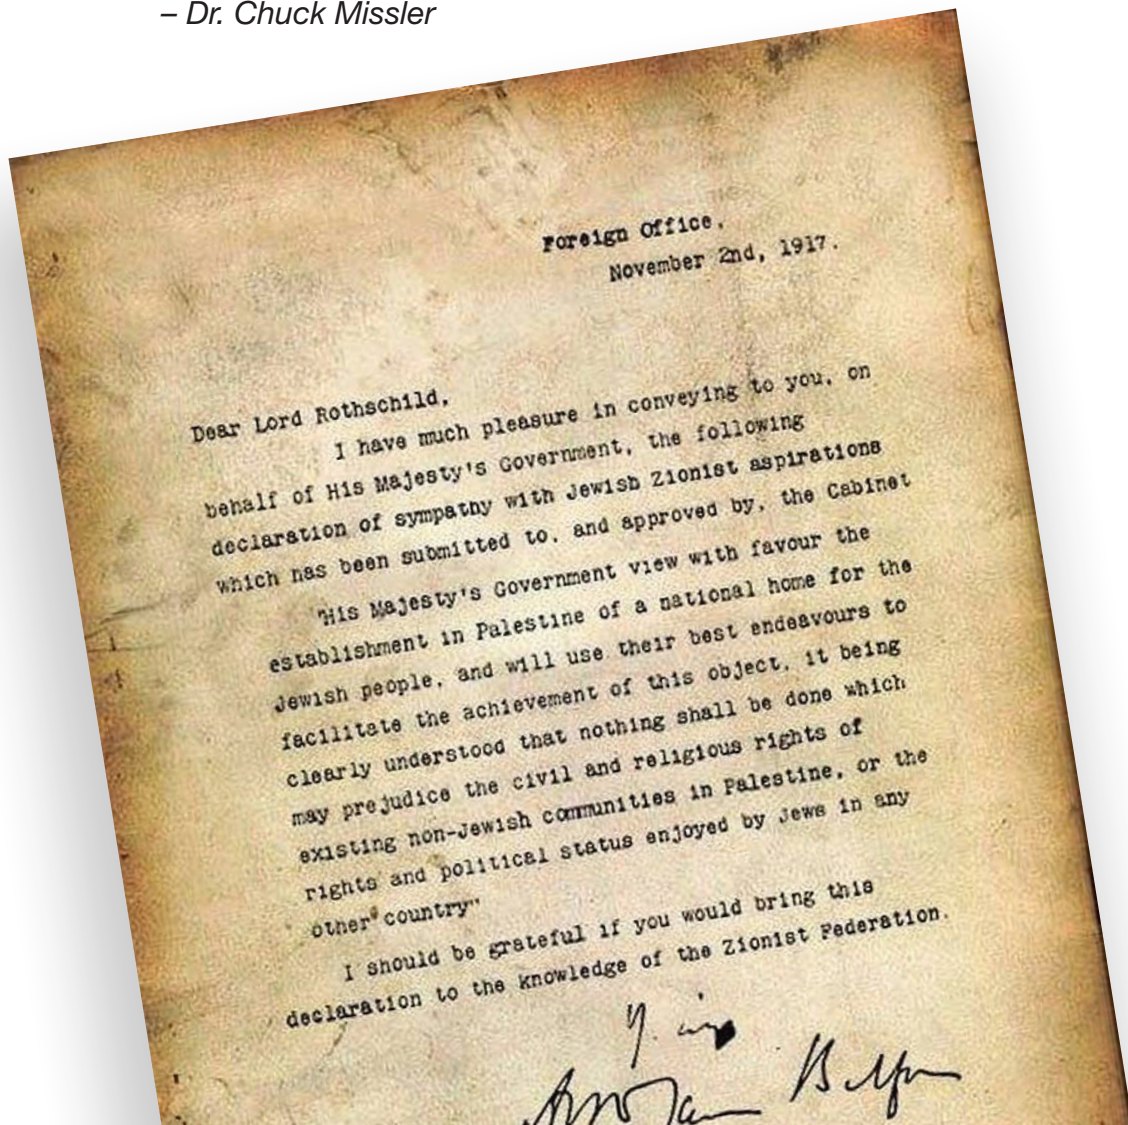 – Dr. Chuck Missler
Foreign Office,
November 2nd, 1917.
Dear Lord Rothschild,
I have much pleasure in conveying to you, on
behalf of His Majesty's Government, the following
declaration of sympathy with Jewish Zionist aspirations
which has been submitted to, and approved by, the Cabinet
"His Majesty's Government view with favour the
establishment in Palestine of a national home for the
Jewish people, and will use their best endeavours to
facilitate the achievement of this object, it being
clearly understood that nothing shall be done which
may prejudice the civil and religious rights of
existing non-Jewish communities in Palestine, or the
rights and political status enjoyed by Jews in any
other country"
I should be grateful if you would bring this
declaration to the knowledge of the Zionist Federation.
Balfour